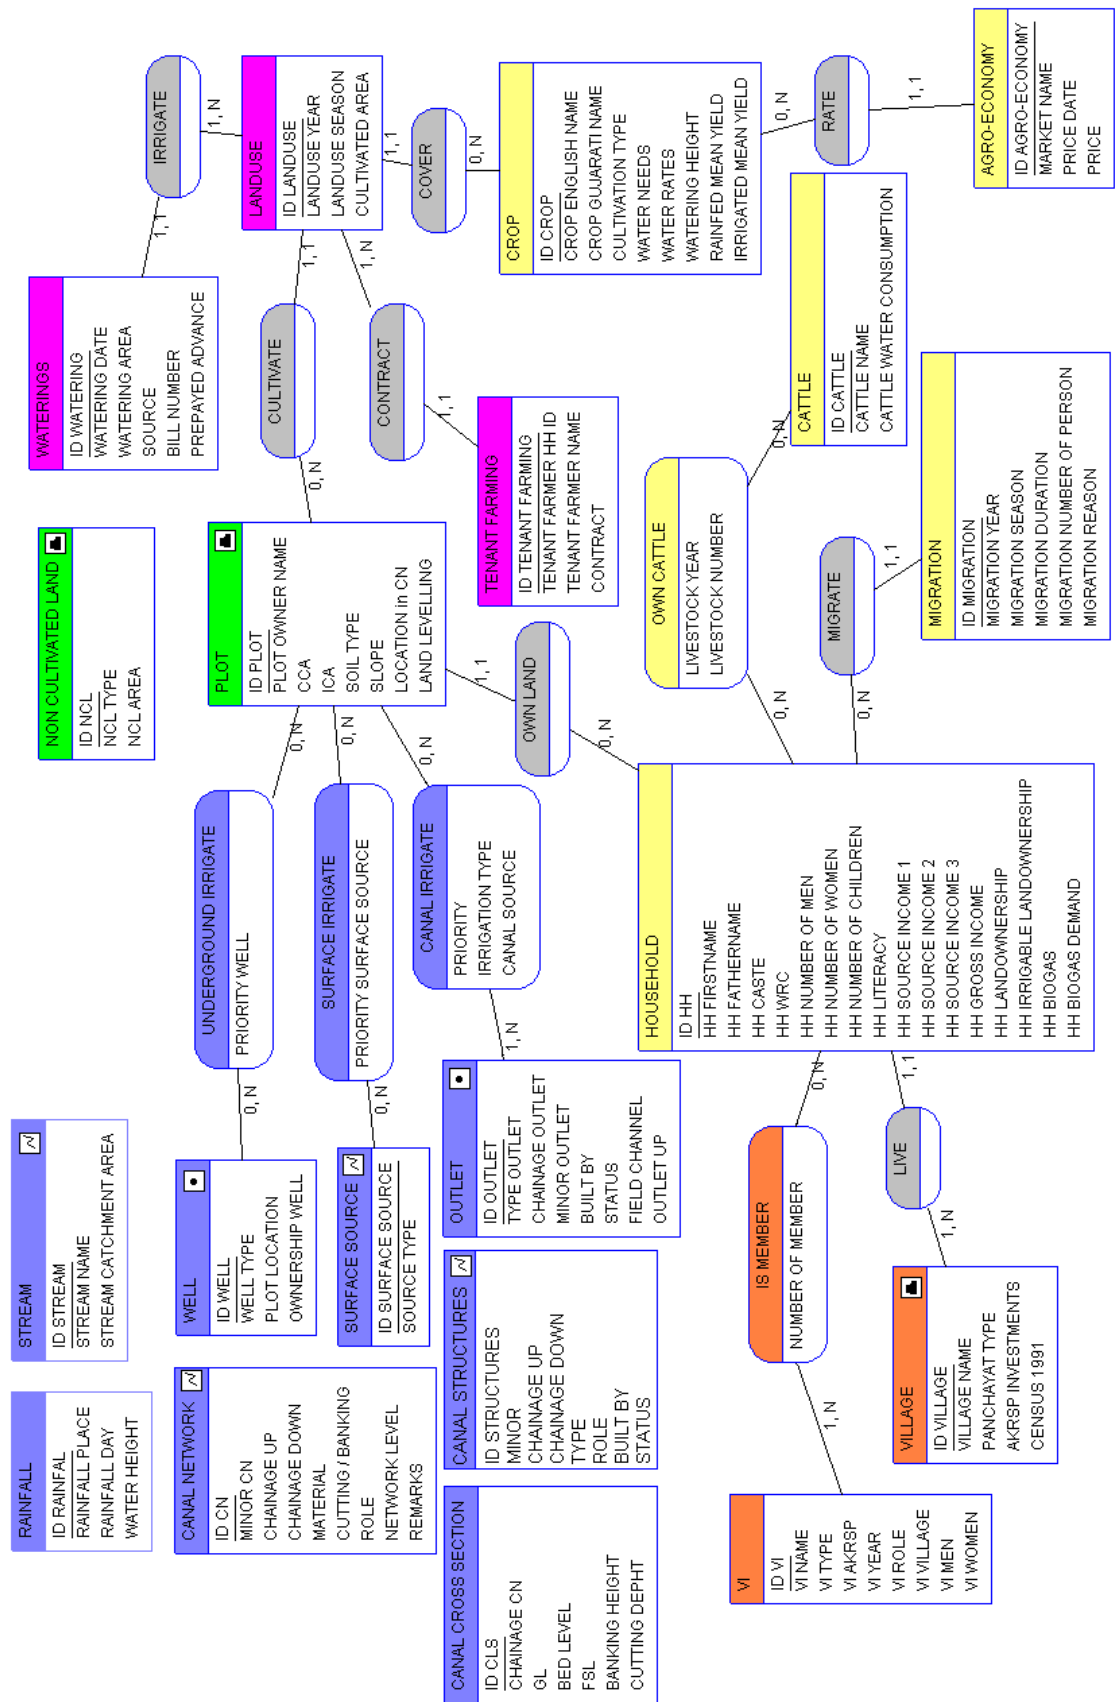 RAINFALL
ID RAINFAL
RAINFALL PLACE
RAINFALL DAY
WATER HEIGHT
STREAM
ID STREAM
STREAM NAME
STREAM CATCHMENT AREA
NON CULTIVATED LAND
ID NCL
NCL TYPE
NCL AREA
WATERINGS
ID WATERING
WATERING DATE
WATERING AREA
SOURCE
BILL NUMBER
PREPAYED ADVANCE
1, 1
IRRIGATE
1, N
CANAL NETWORK
ID CN
MINOR CN
CHAINAGE UP
CHAINAGE DOWN
MATERIAL
CUTTING / BANKING
ROLE
NETWORK LEVEL
REMARKS
WELL
ID WELL
WELL TYPE
PLOT LOCATION
OWNERSHIP WELL
0, N
UNDERGROUND IRRIGATE
PRIORITY WELL
0, N
PLOT
ID PLOT
PLOT OWNER NAME
CCA
ICA
SOIL TYPE
SLOPE
LOCATION in CN
LAND LEVELLING
0, N
CULTIVATE
1, 1
LANDUSE
ID LANDUSE
LANDUSE YEAR
LANDUSE SEASON
CULTIVATED AREA
SURFACE SOURCE
ID SURFACE SOURCE
SOURCE TYPE
0, N
SURFACE IRRIGATE
PRIORITY SURFACE SOURCE
0, N
CONTRACT
1, N
1, 1
1, 1
COVER
0, N
CANAL CROSS SECTION
ID CLS
CHAINAGE CN
GL
BED LEVEL
FSL
BANKING HEIGHT
CUTTING DEPHT
CANAL STRUCTURES
ID STRUCTURES
MINOR
CHAINAGE UP
CHAINAGE DOWN
TYPE
ROLE
BUILT BY
STATUS
OUTLET
ID OUTLET
TYPE OUTLET
CHAINAGE OUTLET
MINOR OUTLET
BUILT BY
STATUS
FIELD CHANNEL
OUTLET UP
1, N
CANAL IRRIGATE
PRIORITY
IRRIGATION TYPE
CANAL SOURCE
0, N
TENANT FARMING
ID TENANT FARMING
TENANT FARMER HH ID
TENANT FARMER NAME
CONTRACT
CROP
ID CROP
CROP ENGLISH NAME
CROP GUJARATI NAME
CULTIVATION TYPE
WATER NEEDS
WATER RATES
WATERING HEIGHT
RAINFED MEAN YIELD
IRRIGATED MEAN YIELD
1, 1
OWN LAND
0, N
HOUSEHOLD
ID HH
HH FIRSTNAME
HH FATHERNAME
HH CASTE
HH WRC
HH NUMBER OF MEN
HH NUMBER OF WOMEN
HH NUMBER OF CHILDREN
HH LITERACY
HH SOURCE INCOME 1
HH SOURCE INCOME 2
HH SOURCE INCOME 3
HH GROSS INCOME
HH LANDOWNERSHIP
HH IRRIGABLE LANDOWNERSHIP
HH BIOGAS
HH BIOGAS DEMAND
0, N
OWN CATTLE
LIVESTOCK YEAR
LIVESTOCK NUMBER
0, N
CATTLE
ID CATTLE
CATTLE NAME
CATTLE WATER CONSUMPTION
0, N
RATE
1, 1
0, N
MIGRATE
1, 1
VI
ID VI
VI NAME
VI TYPE
VI AKRSP
VI YEAR
VI ROLE
VI VILLAGE
VI MEN
VI WOMEN
1, N
IS MEMBER
NUMBER OF MEMBER
0, N
VILLAGE
ID VILLAGE
VILLAGE NAME
PANCHAYAT TYPE
AKRSP INVESTMENTS
CENSUS 1991
1, N
LIVE
1, 1
MIGRATION
ID MIGRATION
MIGRATION YEAR
MIGRATION SEASON
MIGRATION DURATION
MIGRATION NUMBER OF PERSON
MIGRATION REASON
AGRO-ECONOMY
ID AGRO-ECONOMY
MARKET NAME
PRICE DATE
PRICE